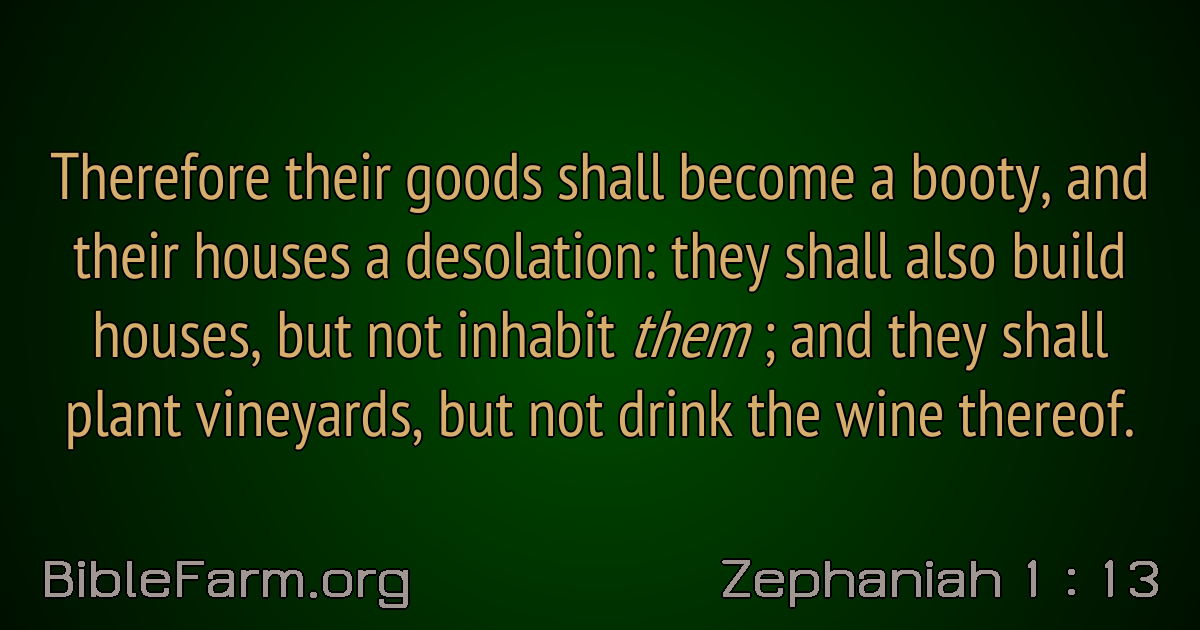 Therefore their goods shall become a booty, and
their houses a desolation: they shall also build
houses, but not inhabit them ; and they shall
plant vineyards, but not drink the wine thereof.
BibleFarm.org
Zephaniah 1 : 13